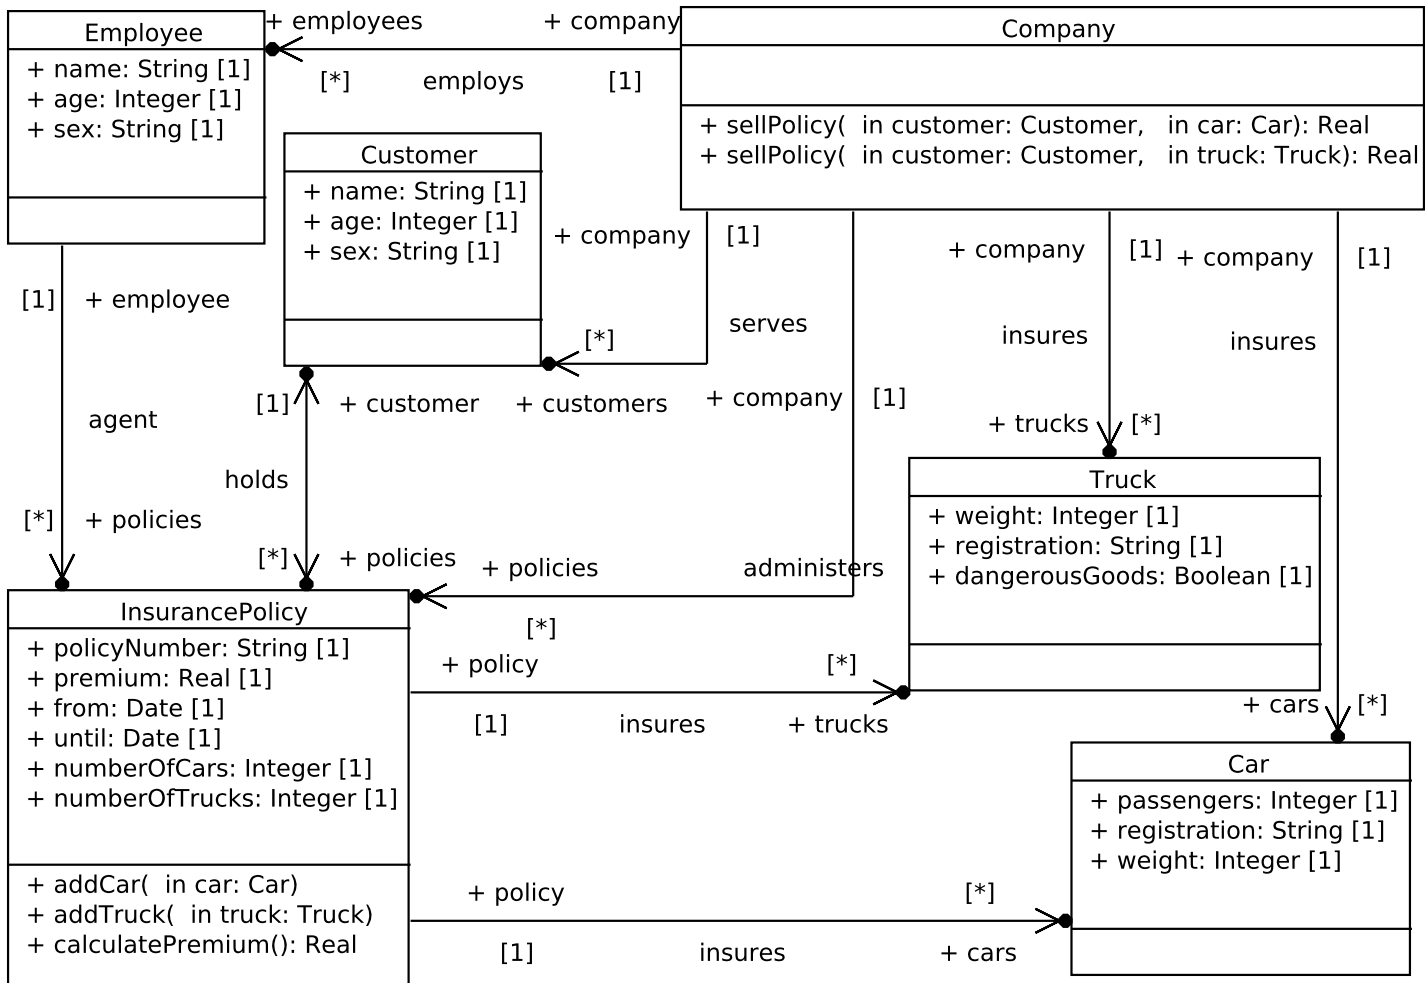 Employee
+ name: String [1]
+ age: Integer [1]
+ sex: String [1]
+ employees
+ company
[*]
employs
[1]
Company
+ sellPolicy(  in customer: Customer,   in car: Car): Real
+ sellPolicy(  in customer: Customer,   in truck: Truck): Real
Customer
+ name: String [1]
+ age: Integer [1]
+ sex: String [1]
+ company
[1]
serves
[*]
+ customers
+ company
[1]
insures
+ trucks
[*]
+ company
[1]
insures
[1]
+ employee
agent
[*]
+ policies
[1]
+ customer
holds
[*]
+ policies
+ company
[1]
+ policies
administers
[*]
Truck
+ weight: Integer [1]
+ registration: String [1]
+ dangerousGoods: Boolean [1]
InsurancePolicy
+ policyNumber: String [1]
+ premium: Real [1]
+ from: Date [1]
+ until: Date [1]
+ numberOfCars: Integer [1]
+ numberOfTrucks: Integer [1]
+ addCar(  in car: Car)
+ addTruck(  in truck: Truck)
+ calculatePremium(): Real
+ policy
[*]
[1]
insures
+ trucks
+ cars
[*]
Car
+ passengers: Integer [1]
+ registration: String [1]
+ weight: Integer [1]
+ policy
[*]
[1]
insures
+ cars